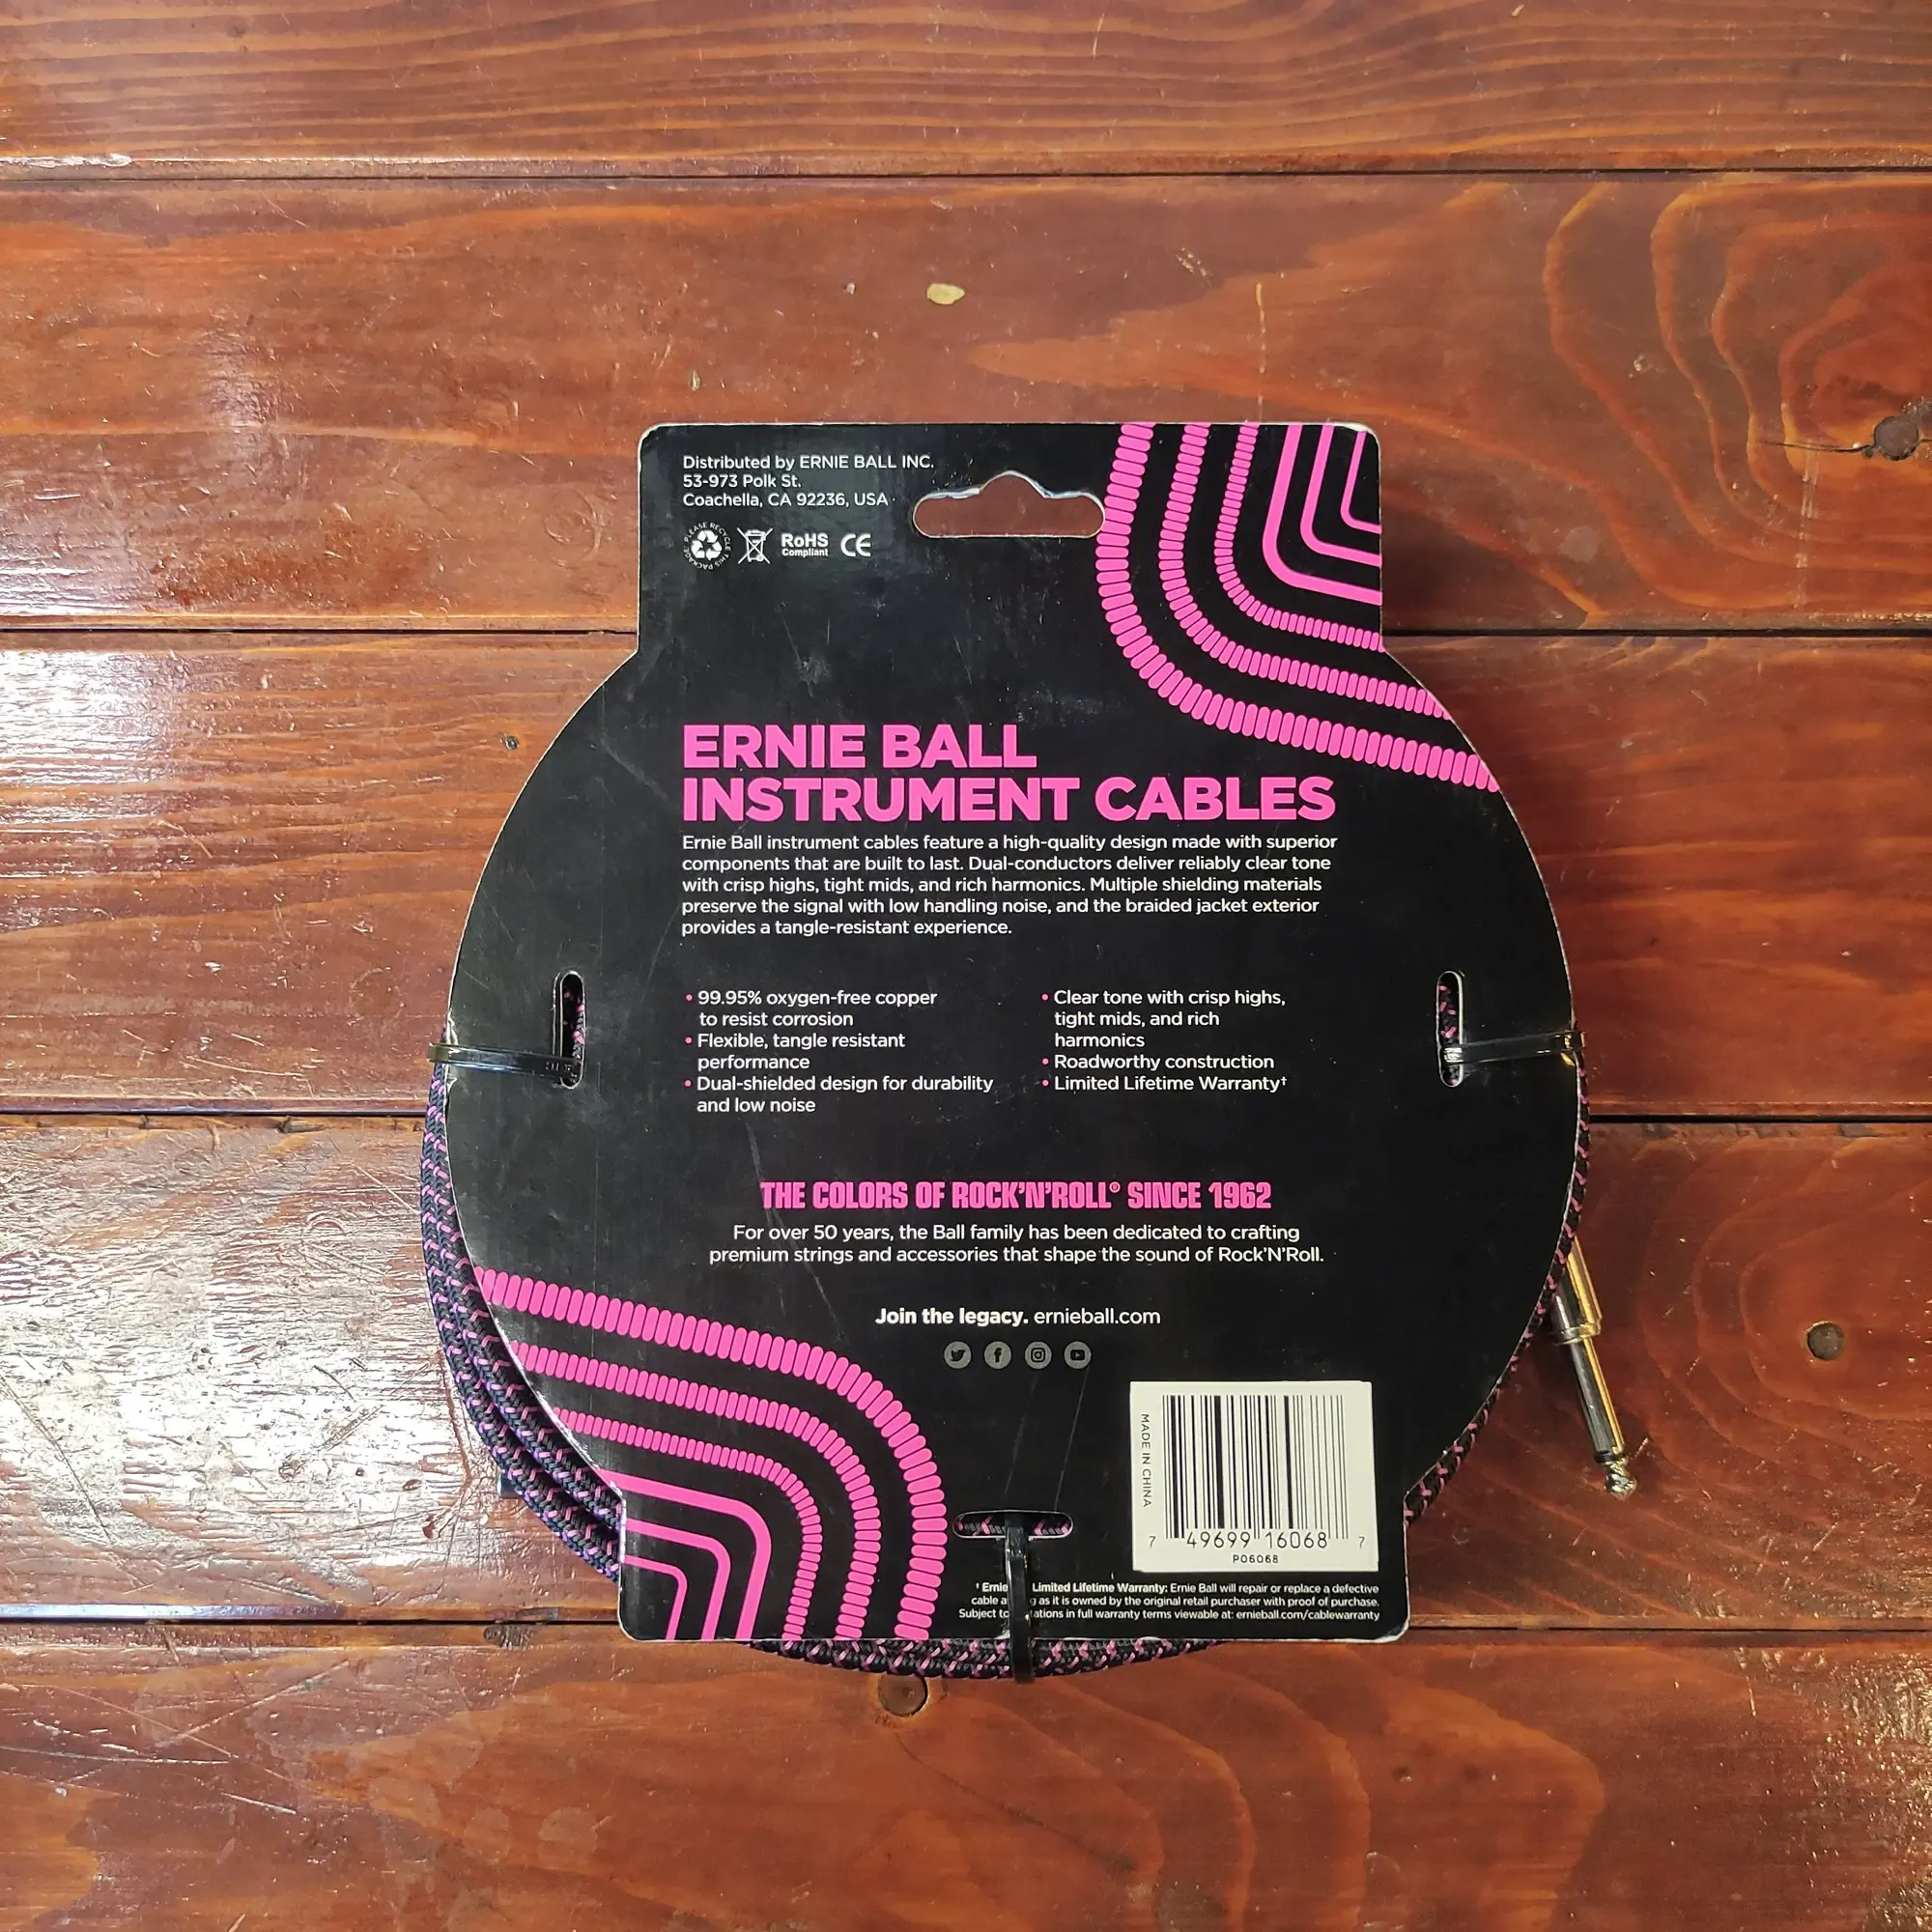 Distributed by ERNIE BALL INC.
53-973 Polk St.
Coachella, CA 92236, USA
PLEASE RECYCLE THIS PACKAGE
RoHS
Compliant
CE
ERNIE BALL
INSTRUMENT CABLES
Ernie Ball instrument cables feature a high-quality design made with superior
components that are built to last. Dual-conductors deliver reliably clear tone
with crisp highs, tight mids, and rich harmonics. Multiple shielding materials
preserve the signal with low handling noise, and the braided jacket exterior
provides a tangle-resistant experience.
• 99.95% oxygen-free copper
to resist corrosion
• Flexible, tangle resistant
performance
• Dual-shielded design for durability
and low noise
• Clear tone with crisp highs,
tight mids, and rich
harmonics
• Roadworthy construction
• Limited Lifetime Warranty†
THE COLORS OF ROCK'N'ROLL® SINCE 1962
For over 50 years, the Ball family has been dedicated to crafting
premium strings and accessories that shape the sound of Rock'N'Roll.
Join the legacy. ernieball.com
MADE IN CHINA
7 49699 16068 7
P06068
† Ernie Limited Lifetime Warranty: Ernie Ball will repair or replace a defective
cable as it is owned by the original retail purchaser with proof of purchase.
Subject to in full warranty terms viewable at: ernieball.com/cablewarranty